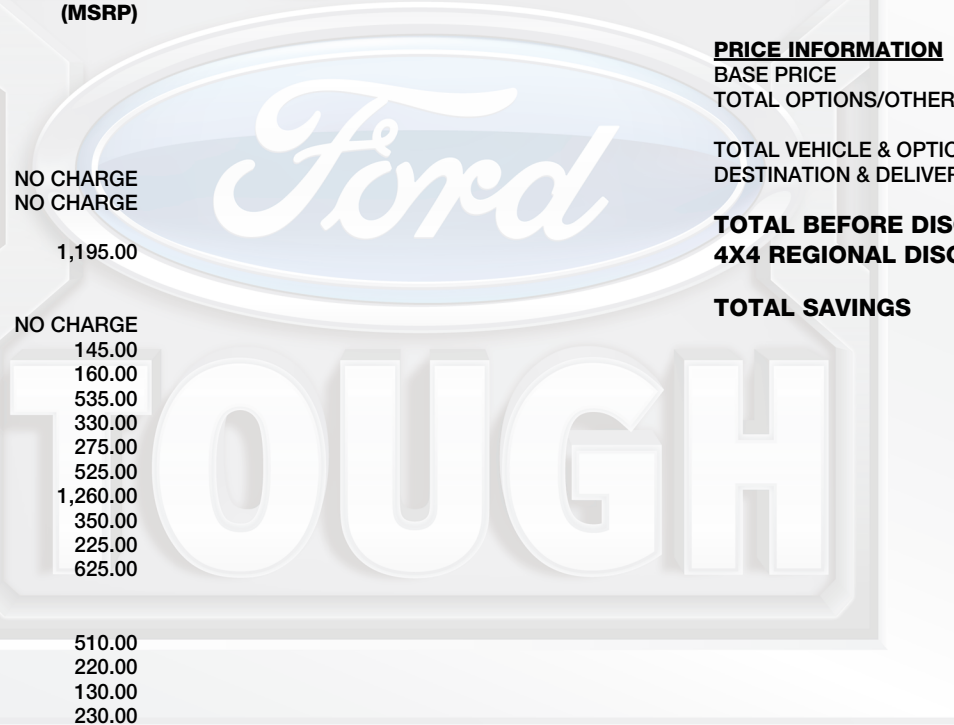 (MSRP)
NO CHARGE
NO CHARGE
1,195.00
NO CHARGE
145.00
160.00
535.00
330.00
275.00
525.00
1,260.00
350.00
225.00
625.00
510.00
220.00
130.00
230.00
PRICE INFORMATION
BASE PRICE
TOTAL OPTIONS/OTHER
TOTAL VEHICLE & OPTIO
DESTINATION & DELIVER
TOTAL BEFORE DISC
4X4 REGIONAL DISC
TOTAL SAVINGS
Ford
TOUGH